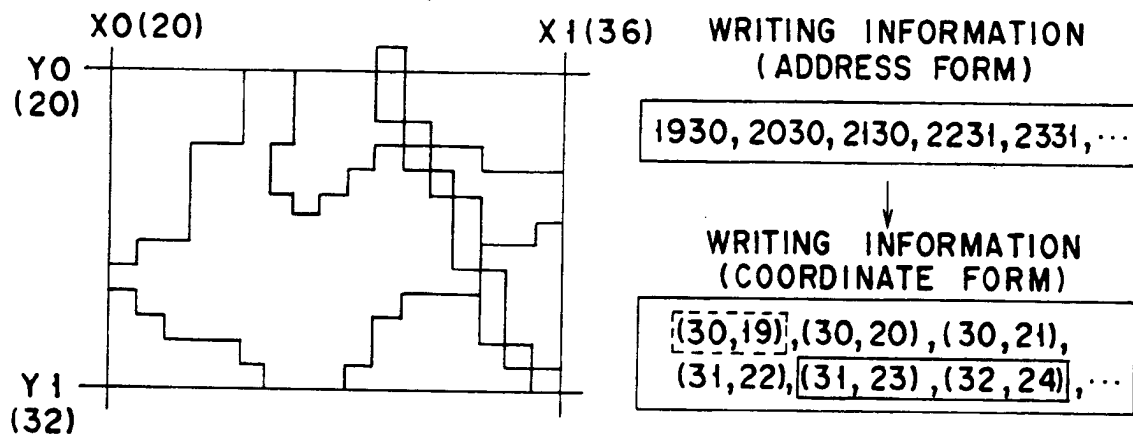 X0(20)
X1(36)
Y0
(20)
Y1
(32)
WRITING INFORMATION
(ADDRESS FORM)
1930, 2030, 2130, 2231, 2331, ···
WRITING INFORMATION
(COORDINATE FORM)
(30,19), (30,20), (30,21),
(31,22), (31,23), (32,24), ···